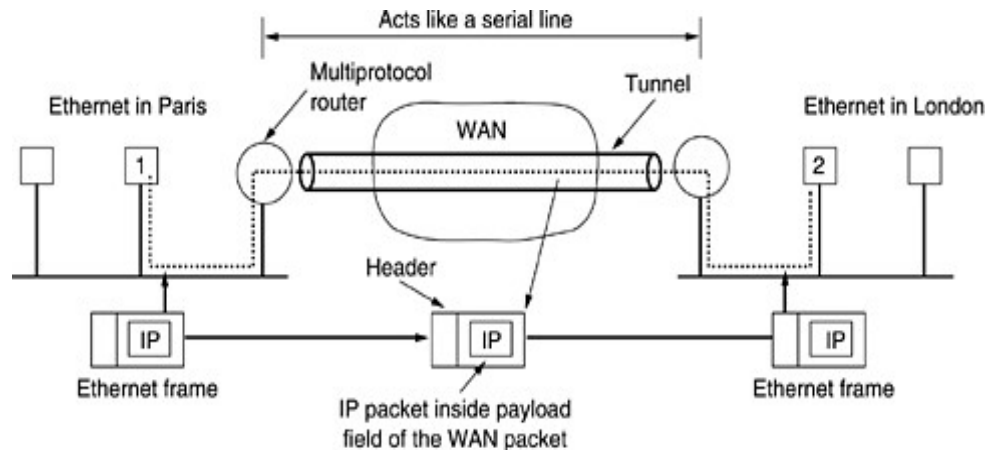 Acts like a serial line
Multiprotocol
router
Tunnel
Ethernet in Paris
WAN
Ethernet in London
1
2
Header
IP
IP
IP
Ethernet frame
Ethernet frame
IP packet inside payload
field of the WAN packet